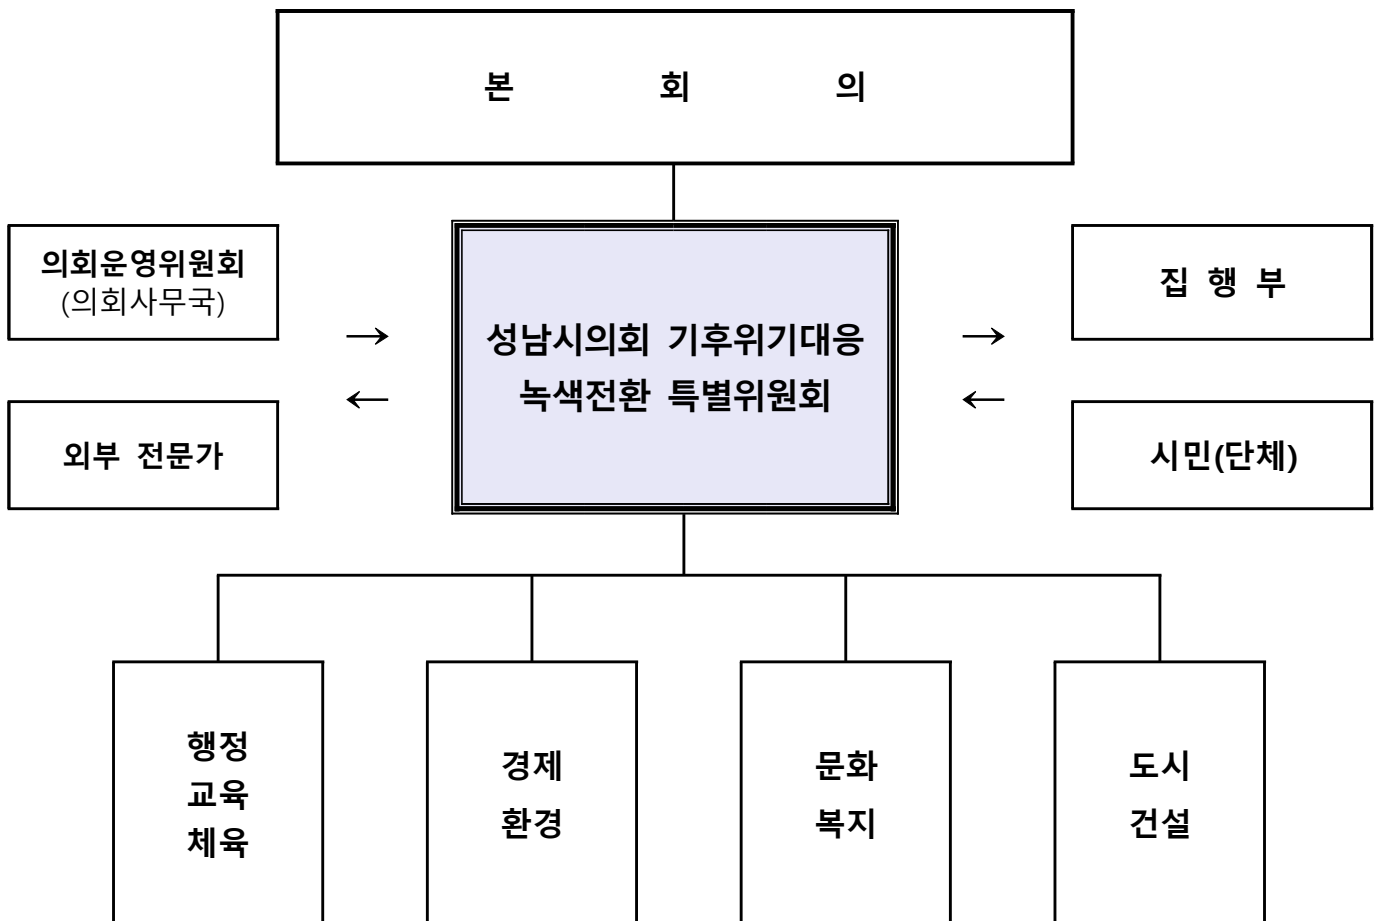 본 회 의
의회운영위원회
(의회사무국)
외부 전문가
→
←
성남시의회 기후위기대응
녹색전환 특별위원회
→
←
집 행 부
시민(단체)
행정
교육
체육
경제
환경
문화
복지
도시
건설